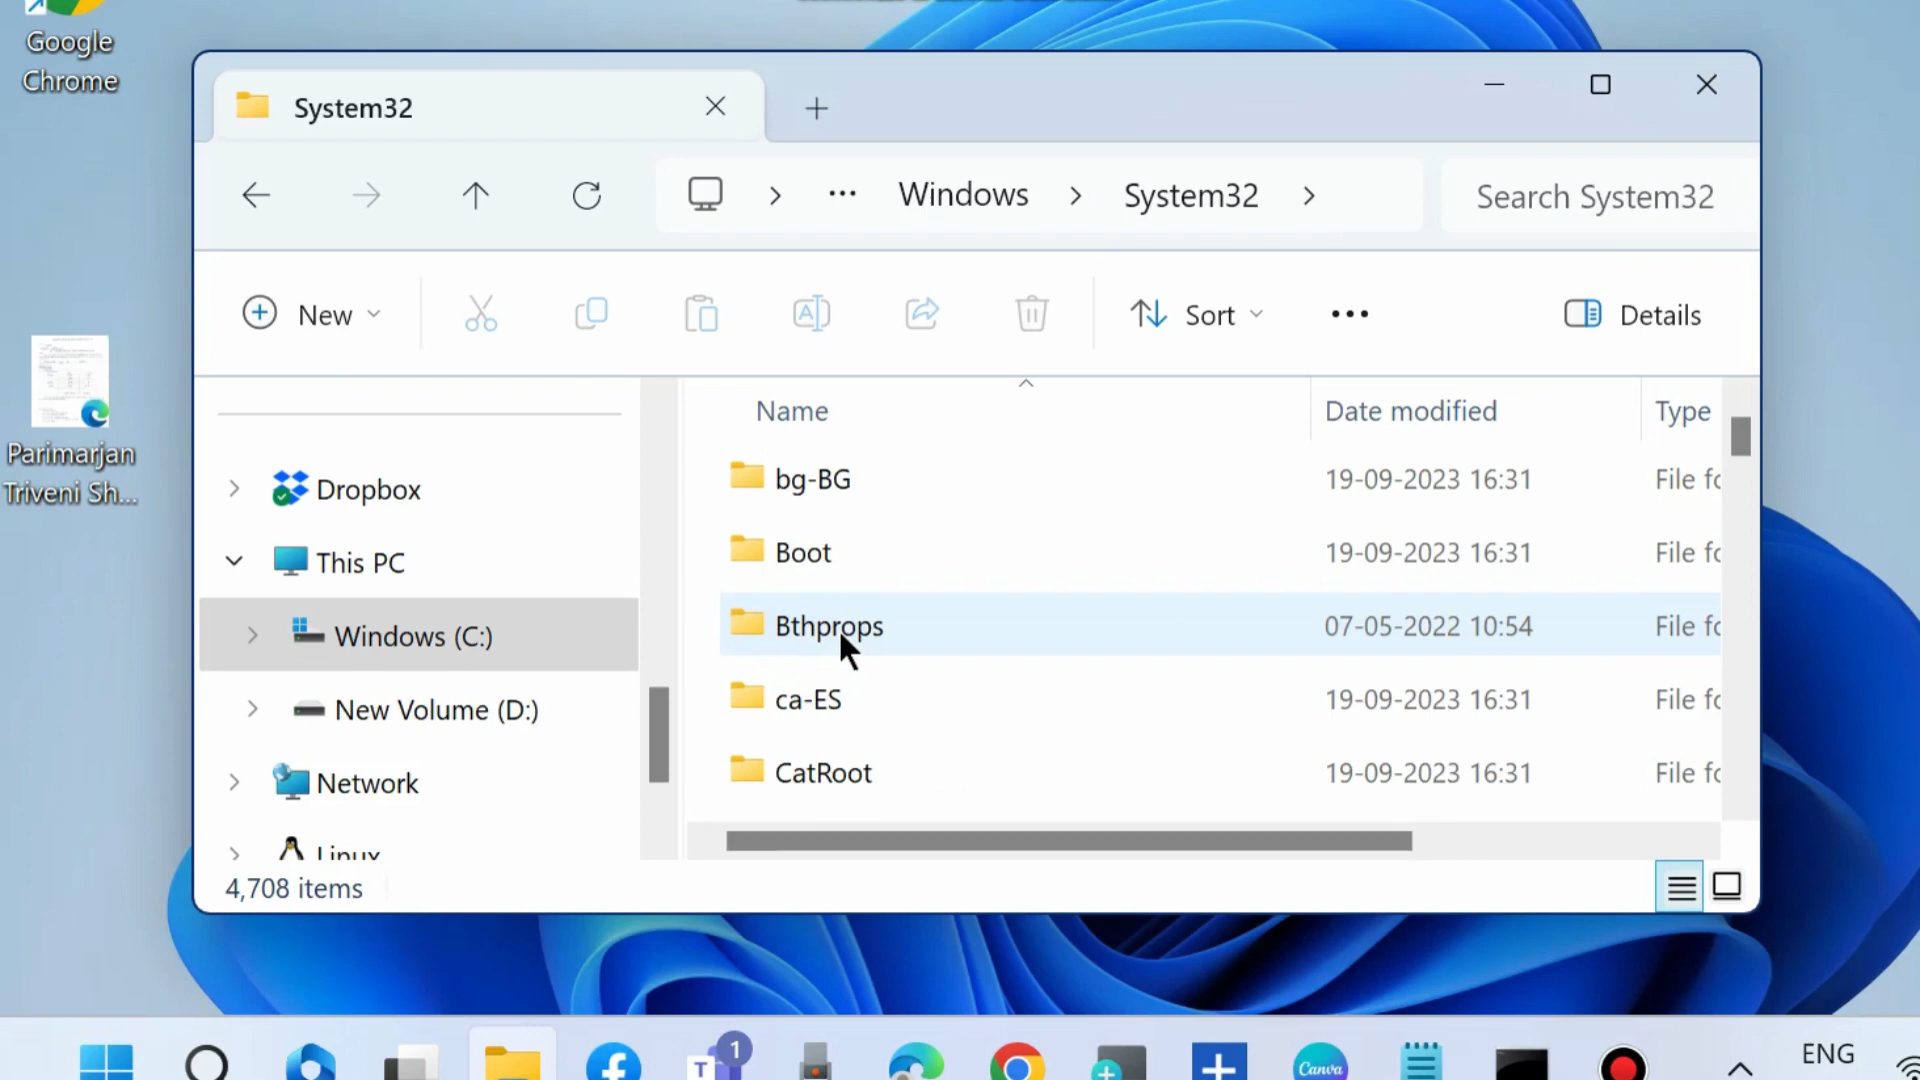 Google
Chrome
Parimarjan
Triveni Sh...
System32
Windows
System32
Search System32
New
Sort
Details
Name
Date modified
Type
Dropbox
This PC
Windows (C:)
New Volume (D:)
Network
Linux
bg-BG 19-09-2023 16:31 File fo
Boot 19-09-2023 16:31 File fo
Bthprops 07-05-2022 10:54 File fo
ca-ES 19-09-2023 16:31 File fo
CatRoot 19-09-2023 16:31 File fo
4,708 items
T
1
Canva
ENG